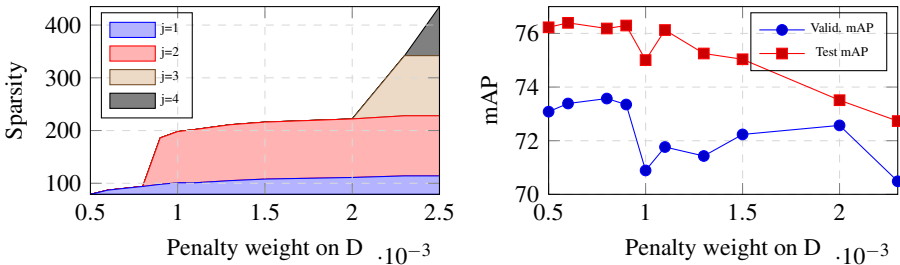 Sparsity
400
300
200
100
j=1
j=2
j=3
j=4
0.5 1 1.5 2 2.5
Penalty weight on D ·10−3
mAP
76
74
72
70
Valid. mAP
Test mAP
0.5 1 1.5 2
Penalty weight on D ·10−3